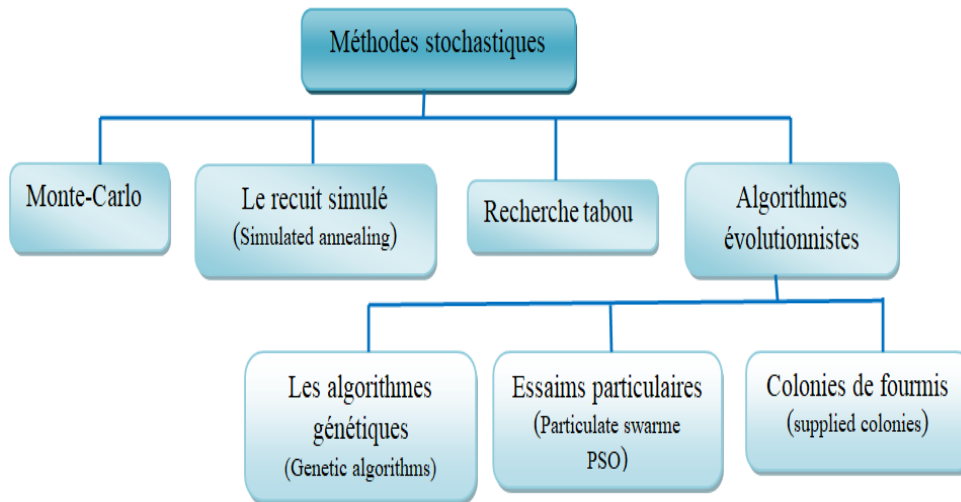 Méthodes stochastiques
Monte-Carlo
Le recuit simulé
(Simulated annealing)
Recherche tabou
Algorithmes
évolutionnistes
Les algorithmes
génétiques
(Genetic algorithms)
Essaims particulaires
(Particulate swarme
PSO)
Colonies de fourmis
(supplied colonies)